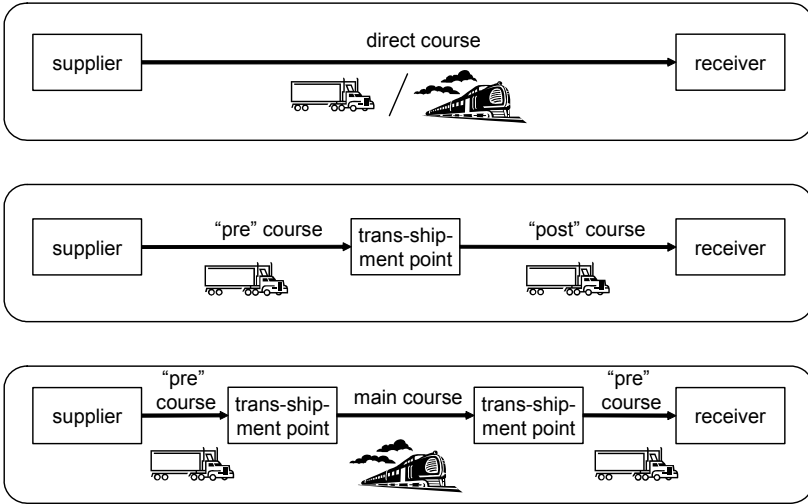 direct course
supplier
receiver
“pre” course
trans-ship-
ment point
“post” course
supplier
receiver
“pre”
course
trans-ship-
ment point
main course
trans-ship-
ment point
“pre”
course
supplier
receiver